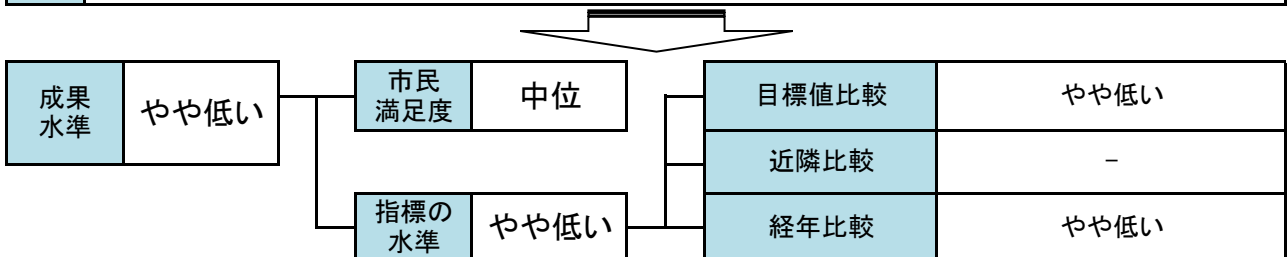 成果
水準
やや低い
市民
満足度
中位
指標の
水準
やや低い
目標値比較
やや低い
近隣比較
－
経年比較
やや低い